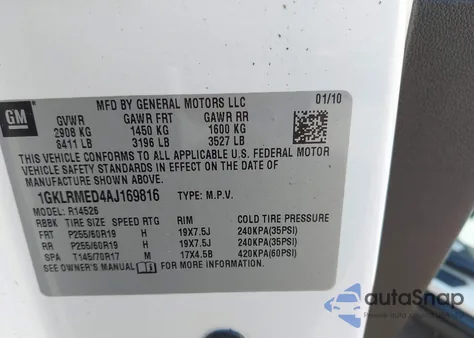 MFD BY GENERAL MOTORS LLC 01/10
GM
GVWR GAWR FRT GAWR RR
2908 KG 1450 KG 1600 KG
6411 LB 3196 LB 3527 LB
THIS VEHICLE CONFORMS TO ALL APPLICABLE U.S. FEDERAL MOTOR
VEHICLE SAFETY STANDARDS IN EFFECT ON THE DATE OF
MANUFACTURE SHOWN ABOVE.
1GKLRMED4AJ169816 TYPE: M.P.V.
MODEL: R14526
RBBK TIRE SIZE SPEED RTG RIM COLD TIRE PRESSURE
FRT P255/60R19 H 19X7.5J 240KPA(35PSI)
RR P255/60R19 H 19X7.5J 240KPA(35PSI)
SPA T145/70R17 M 17X4.5B 420KPA(60PSI)
SEE OWNER'S MANUAL FOR MORE INFORMATION.
autoSnap